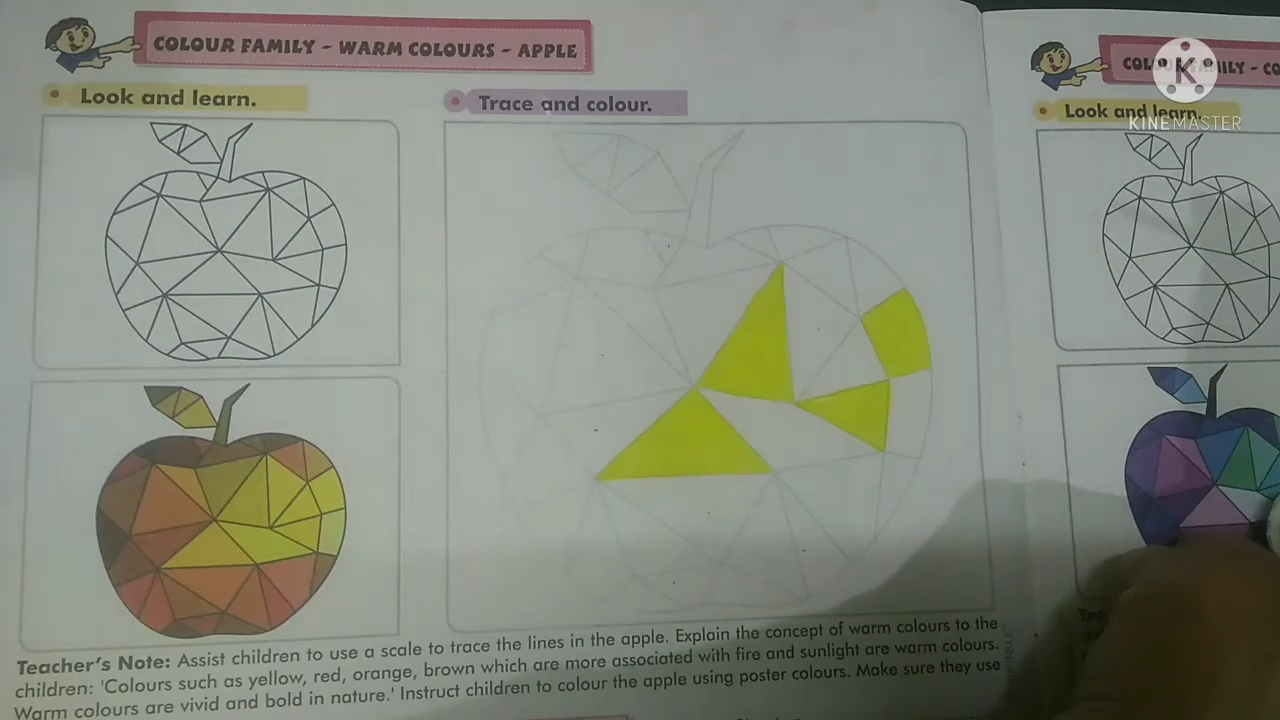 COLOUR FAMILY - WARM COLOURS - APPLE
Look and learn.
Trace and colour.
Teacher's Note: Assist children to use a scale to trace the lines in the apple. Explain the concept of warm colours to the
children: 'Colours such as yellow, red, orange, brown which are more associated with fire and sunlight are warm colours.
Warm colours are vivid and bold in nature.' Instruct children to colour the apple using poster colours. Make sure they use
FAMILY - CO
Look and learn.
K
KINEMASTER